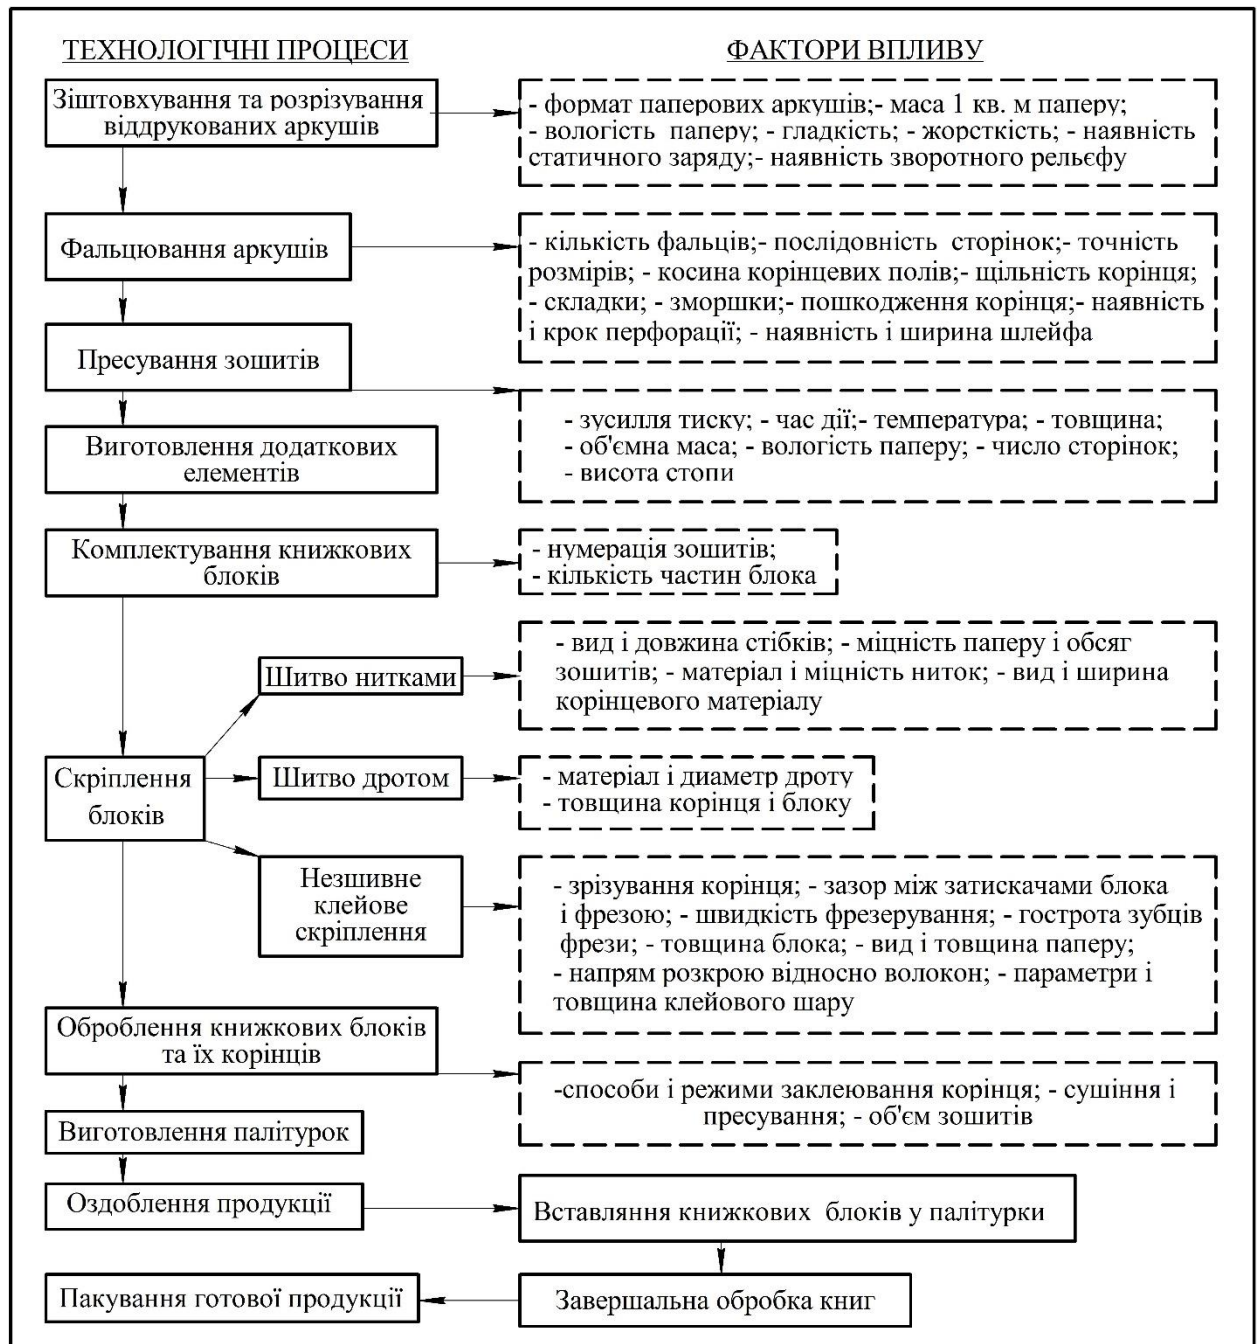 ТЕХНОЛОГІЧНІ ПРОЦЕСИ
ФАКТОРИ ВПЛИВУ
Зіштовхування та розрізування
віддрукованих аркушів
- формат паперових аркушів;- маса 1 кв. м паперу;
- вологість паперу; - гладкість; - жорсткість; - наявність
статичного заряду;- наявність зворотного рельєфу
Фальцювання аркушів
- кількість фальців;- послідовність сторінок;- точність
розмірів; - косина корінцевих полів;- щільність корінця;
- складки; - зморшки;- пошкодження корінця;- наявність
і крок перфорації; - наявність і ширина шлейфа
Пресування зошитів
- зусилля тиску; - час дії;- температура; - товщина;
- об'ємна маса; - вологість паперу; - число сторінок;
- висота стопи
Виготовлення додаткових
елементів
Комплектування книжкових
блоків
- нумерація зошитів;
- кількість частин блока
Скріплення
блоків
Шитво нитками
- вид і довжина стібків; - міцність паперу і обсяг
зошитів; - матеріал і міцність ниток; - вид і ширина
корінцевого матеріалу
Шитво дротом
- матеріал і диаметр дроту
- товщина корінця і блоку
Незшивне
клейове
скріплення
- зрізування корінця; - зазор між затискачами блока
і фрезою; - швидкість фрезерування; - гострота зубців
фрези; - товщина блока; - вид і товщина паперу;
- напрям розкрою відносно волокон; - параметри і
товщина клейового шару
Оброблення книжкових блоків
та їх корінців
-способи і режими заклеювання корінця; - сушіння і
пресування; - об'єм зошитів
Виготовлення палітурок
Оздоблення продукції
Вставляння книжкових блоків у палітурки
Завершальна обробка книг
Пакування готової продукції